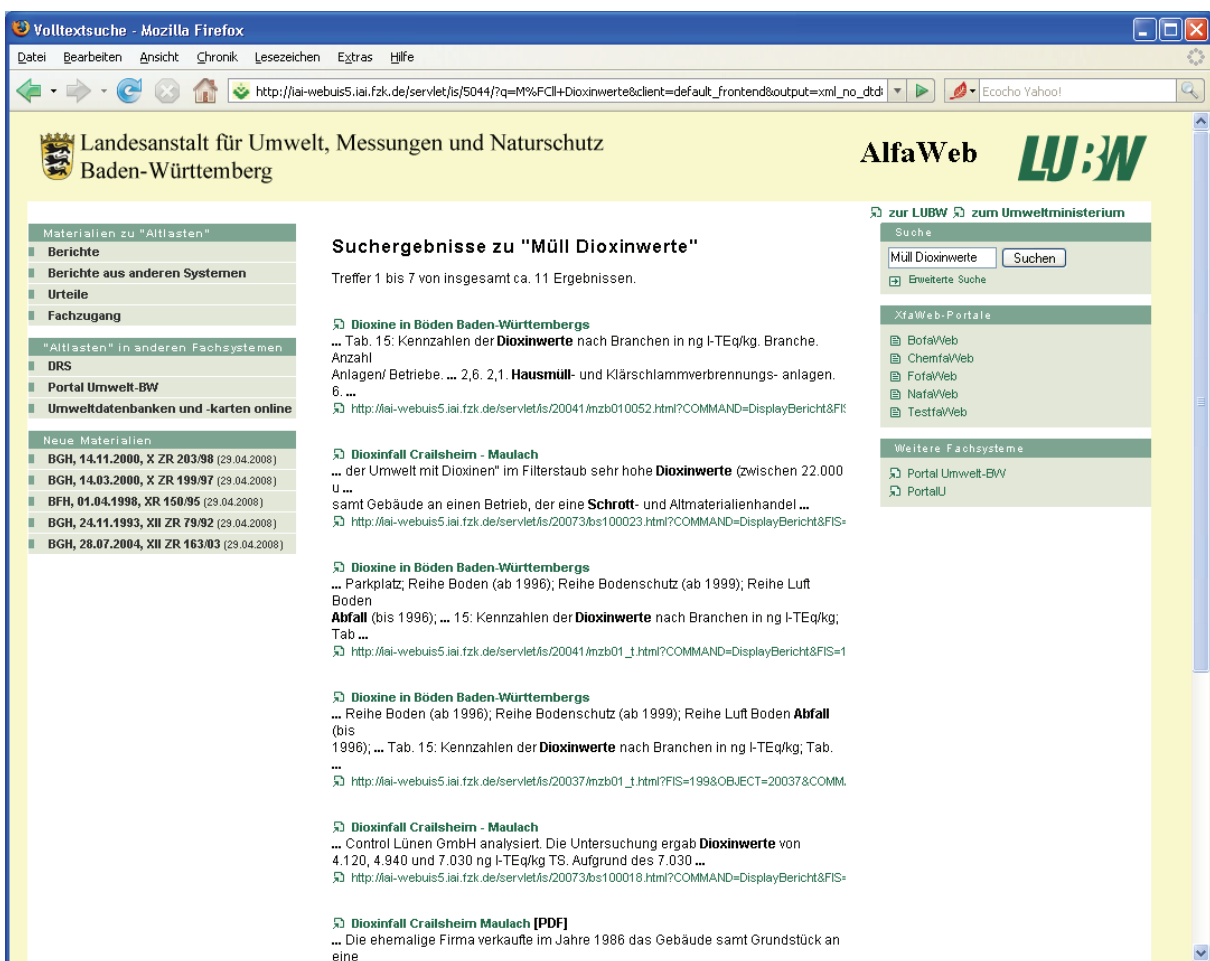 Volltextsuche - Mozilla Firefox
Datei Bearbeiten Ansicht Chronik Lesezeichen Extras Hilfe
http://iai-webuis5.iai.fzk.de/servlet/is/5044/?q=M%FCll+Dioxinwerte&client=default_frontend&output=xml_no_dtd
Ecocho Yahoo!
Landesanstalt für Umwelt, Messungen und Naturschutz
Baden-Württemberg
AlfaWeb
LUBW
zur LUBW zum Umweltministerium
Materialien zu "Altlasten"
Berichte
Berichte aus anderen Systemen
Urteile
Fachzugang
"Altlasten" in anderen Fachsystemen
DRS
Portal Umwelt-BW
Umweltdatenbanken und -karten online
Neue Materialien
BGH, 14.11.2000, X ZR 203/98 (29.04.2008)
BGH, 14.03.2000, X ZR 199/97 (29.04.2008)
BFH, 01.04.1998, XR 150/95 (29.04.2008)
BGH, 24.11.1993, XII ZR 79/92 (29.04.2008)
BGH, 28.07.2004, XII ZR 163/03 (29.04.2008)
Suchergebnisse zu "Müll Dioxinwerte"
Treffer 1 bis 7 von insgesamt ca. 11 Ergebnissen.
Dioxine in Böden Baden-Württembergs
... Tab. 15: Kennzahlen der Dioxinwerte nach Branchen in ng I-TEq/kg. Branche.
Anzahl
Anlagen/ Betriebe. ... 2,6. 2,1. Hausmüll- und Klärschlammverbrennungs- anlagen.
6. ...
http://iai-webuis5.iai.fzk.de/servlet/is/20041/mzb010052.html?COMMAND=DisplayBericht&FIS
Dioxinfall Crailsheim - Maulach
... der Umwelt mit Dioxinen" im Filterstaub sehr hohe Dioxinwerte (zwischen 22.000
u ...
samt Gebäude an einen Betrieb, der eine Schrott- und Altmaterialienhandel ...
http://iai-webuis5.iai.fzk.de/servlet/is/20073/bs100023.html?COMMAND=DisplayBericht&FIS=
Dioxine in Böden Baden-Württembergs
... Parkplatz; Reihe Boden (ab 1996); Reihe Bodenschutz (ab 1999); Reihe Luft
Boden
Abfall (bis 1996); ... 15: Kennzahlen der Dioxinwerte nach Branchen in ng I-TEq/kg;
Tab ...
http://iai-webuis5.iai.fzk.de/servlet/is/20041/mzb01_t.html?COMMAND=DisplayBericht&FIS=1
Dioxine in Böden Baden-Württembergs
... Reihe Boden (ab 1996); Reihe Bodenschutz (ab 1999); Reihe Luft Boden Abfall
(bis
1996); ... Tab. 15: Kennzahlen der Dioxinwerte nach Branchen in ng I-TEq/kg; Tab.
...
http://iai-webuis5.iai.fzk.de/servlet/is/20037/mzb01_t.html?FIS=199&OBJECT=20037&COMM
Dioxinfall Crailsheim - Maulach
... Control Lünen GmbH analysiert. Die Untersuchung ergab Dioxinwerte von
4.120, 4.940 und 7.030 ng I-TEq/kg TS. Aufgrund des 7.030 ...
http://iai-webuis5.iai.fzk.de/servlet/is/20073/bs100018.html?COMMAND=DisplayBericht&FIS=
Dioxinfall Crailsheim Maulach [PDF]
... Die ehemalige Firma verkaufte im Jahre 1986 das Gebäude samt Grundstück an
eine
Suche
Müll Dioxinwerte Suchen
Erweiterte Suche
XfaWeb-Portale
BofaWeb
ChemfaWeb
FofaWeb
NafaWeb
TestfaWeb
Weitere Fachsysteme
Portal Umwelt-BW
PortalU